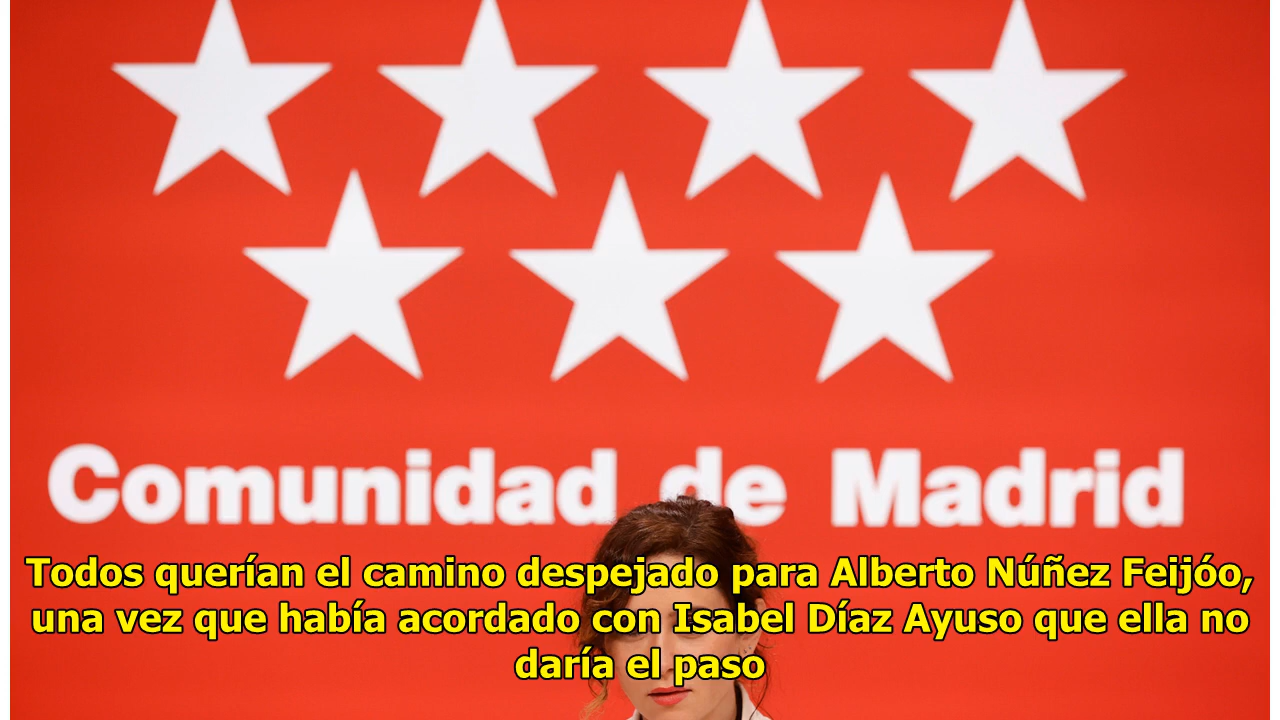 Comunidad de Madrid
Todos querían el camino despejado para Alberto Núñez Feijóo,
una vez que había acordado con Isabel Díaz Ayuso que ella no
daría el paso